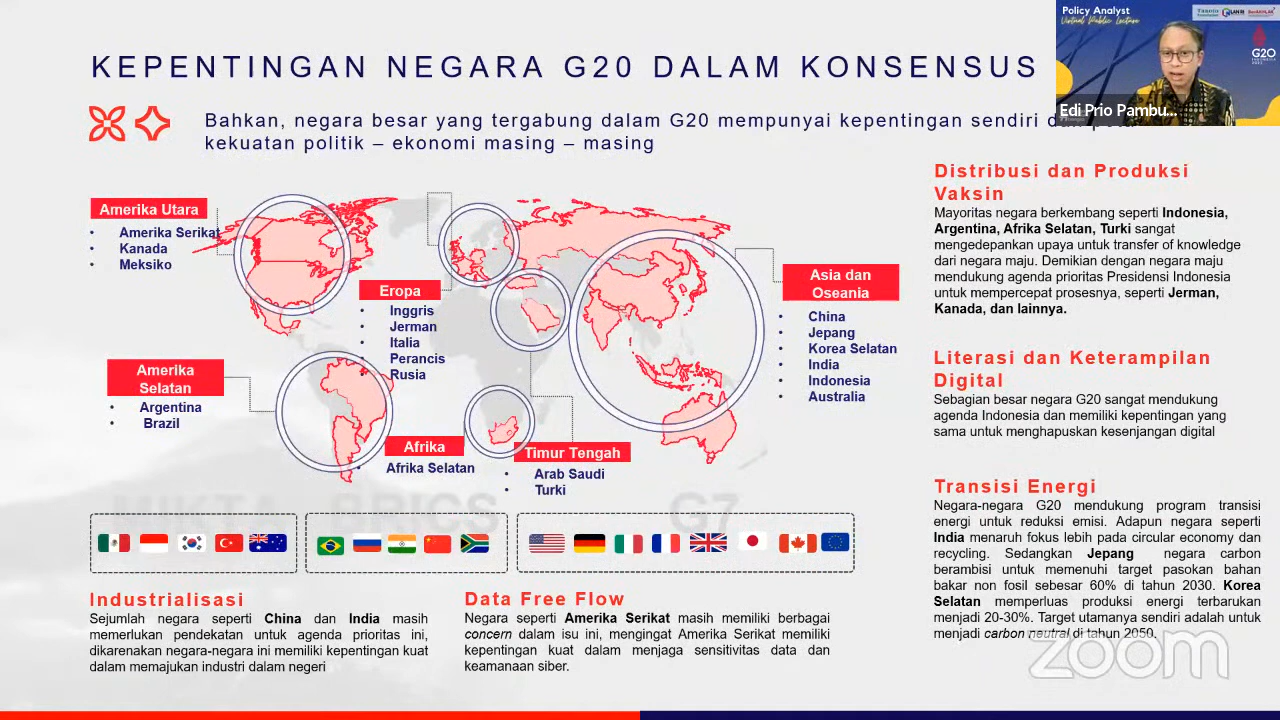 KEPENTINGAN NEGARA G20 DALAM KONSENSUS
Bahkan, negara besar yang tergabung dalam G20 mempunyai kepentingan sendiri
kekuatan politik – ekonomi masing – masing
Policy Analyst
Virtual Public Lecture
G20
Edi Prio Pambu...
Amerika Utara
• Amerika Serikat
• Kanada
• Meksiko
Eropa
• Inggris
• Jerman
• Italia
• Perancis
• Rusia
Asia dan
Oseania
• China
• Jepang
• Korea Selatan
• India
• Indonesia
• Australia
Amerika
Selatan
• Argentina
• Brazil
Afrika
• Afrika Selatan
Timur Tengah
• Arab Saudi
• Turki
G7
Industrialisasi
Sejumlah negara seperti China dan India masih
memerlukan pendekatan untuk agenda prioritas ini,
dikarenakan negara-negara ini memiliki kepentingan kuat
dalam memajukan industri dalam negeri
Data Free Flow
Negara seperti Amerika Serikat masih memiliki berbagai
concern dalam isu ini, mengingat Amerika Serikat memiliki
kepentingan kuat dalam menjaga sensitivitas data dan
keamanaan siber.
Distribusi dan Produksi
Vaksin
Mayoritas negara berkembang seperti Indonesia,
Argentina, Afrika Selatan, Turki sangat
mengedepankan upaya untuk transfer of knowledge
dari negara maju. Demikian dengan negara maju
mendukung agenda prioritas Presidensi Indonesia
untuk mempercepat prosesnya, seperti Jerman,
Kanada, dan lainnya.
Literasi dan Keterampilan
Digital
Sebagian besar negara G20 sangat mendukung
agenda Indonesia dan memiliki kepentingan yang
sama untuk menghapuskan kesenjangan digital
Transisi Energi
Negara-negara G20 mendukung program transisi
energi untuk reduksi emisi. Adapun negara seperti
India menaruh fokus lebih pada circular economy dan
recycling. Sedangkan Jepang negara carbon
berambisi untuk memenuhi target pasokan bahan
bakar non fosil sebesar 60% di tahun 2030. Korea
Selatan memperluas produksi energi terbarukan
menjadi 20-30%. Target utamanya sendiri adalah untuk
menjadi carbon neutral di tahun 2050.
zoom